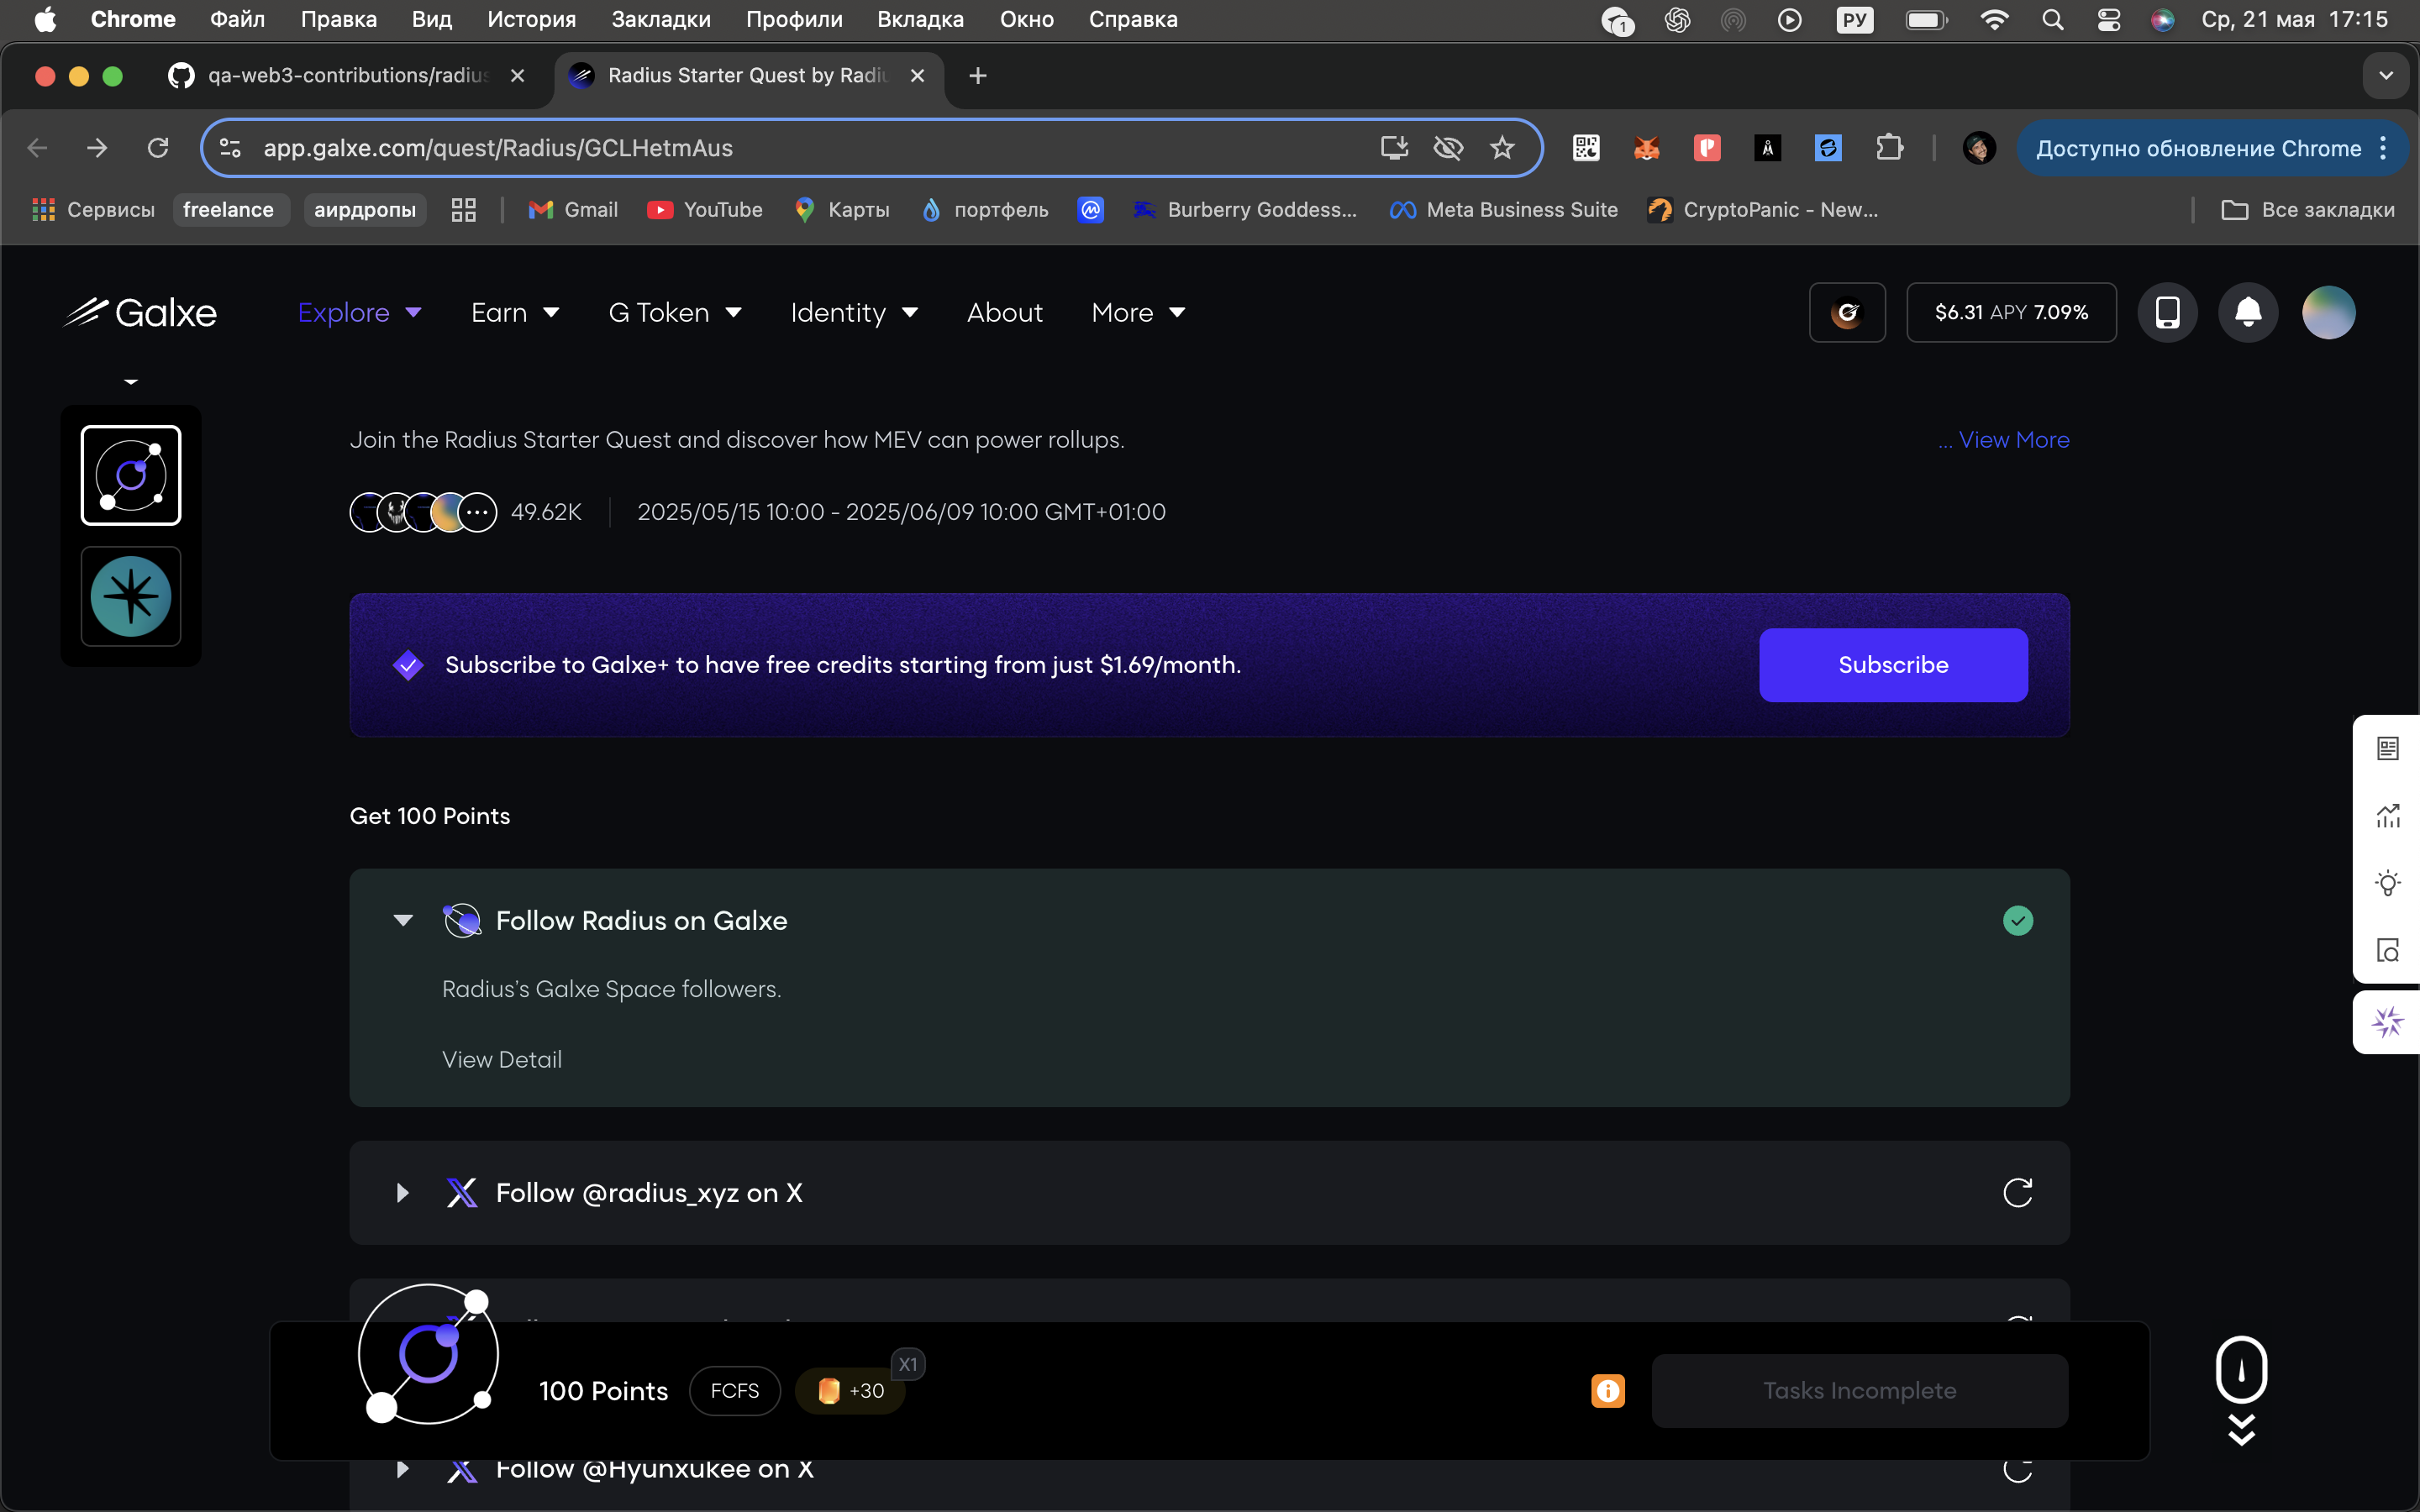 Chrome Файл Правка Вид История Закладки Профили Вкладка Окно Справка 1 РУ Ср, 21 мая 17:15
qa-web3-contributions/radius Radius Starter Quest by Radiu
app.galxe.com/quest/Radius/GCLHetmAus Доступно обновление Chrome
Сервисы freelance аирдропы Gmail YouTube Карты портфель Burberry Goddess... Meta Business Suite CryptoPanic - New... Все закладки
Galxe Explore Earn G Token Identity About More $6.31 APY 7.09%
Join the Radius Starter Quest and discover how MEV can power rollups. ... View More
49.62K 2025/05/15 10:00 - 2025/06/09 10:00 GMT+01:00
Subscribe to Galxe+ to have free credits starting from just $1.69/month. Subscribe
Get 100 Points
Follow Radius on Galxe
Radius's Galxe Space followers.
View Detail
Follow @radius_xyz on X
X1
100 Points FCFS +30 Tasks Incomplete
Follow @Hyunxukee on X